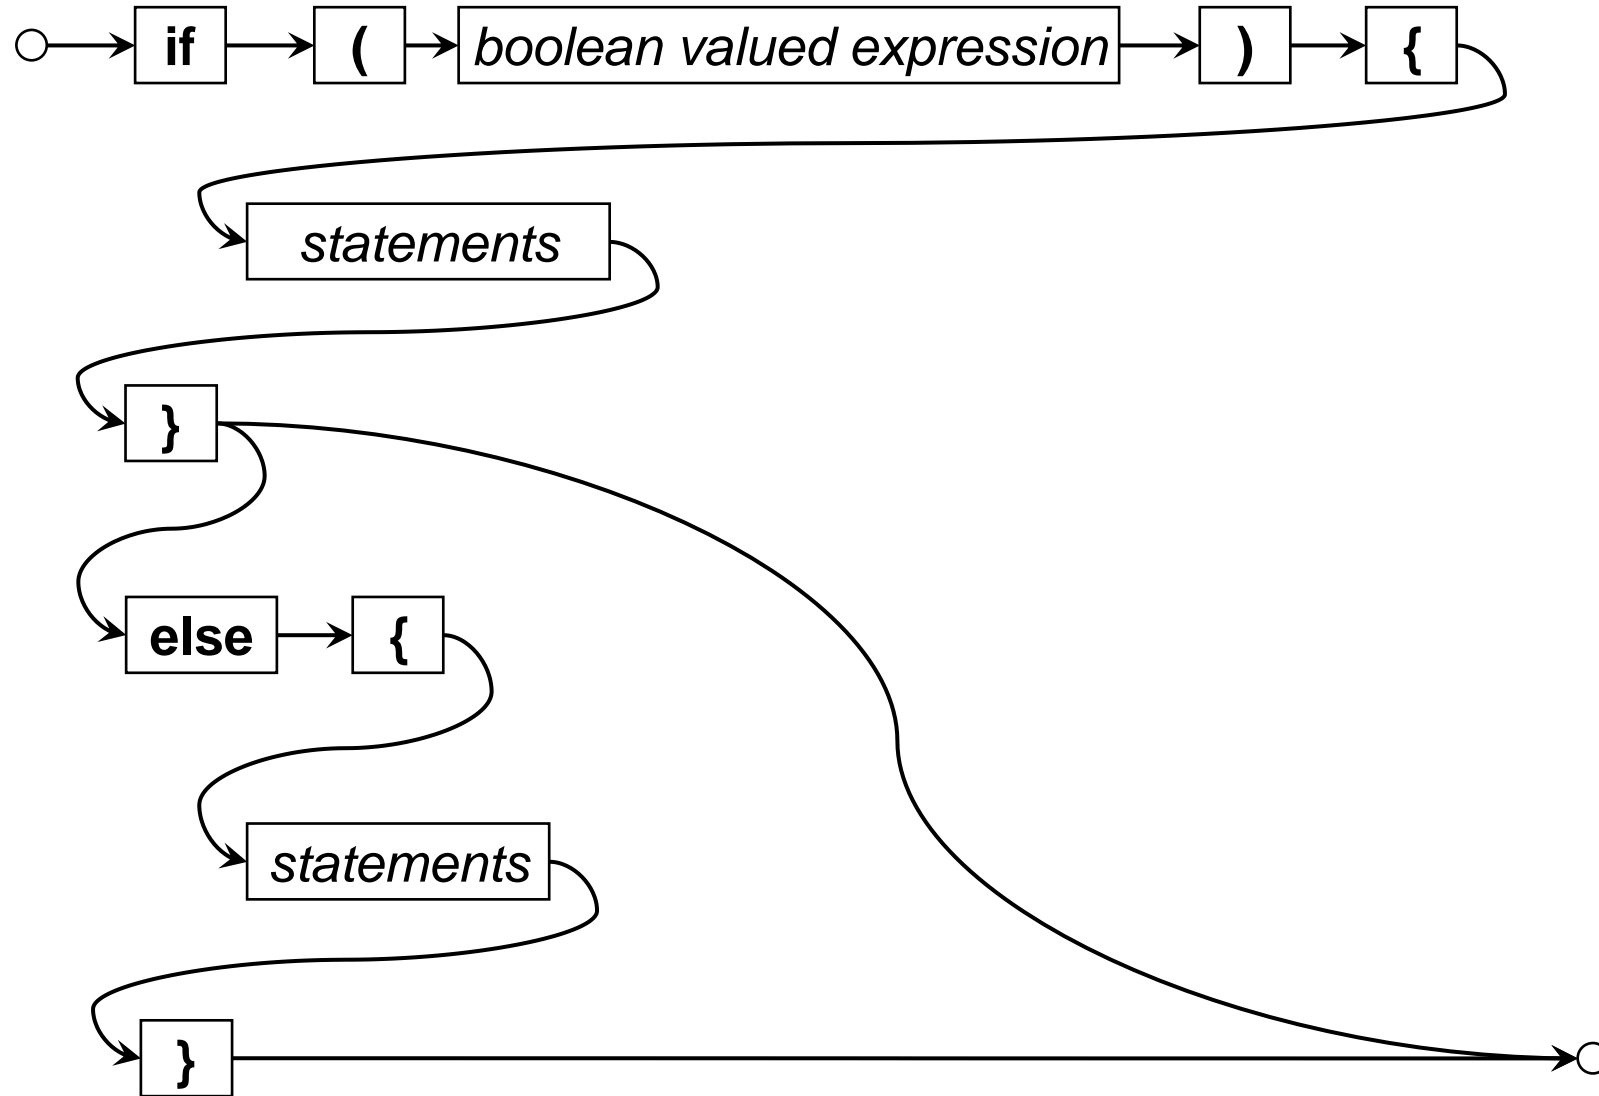 if ( boolean valued expression ) {
statements
}
else {
statements
}